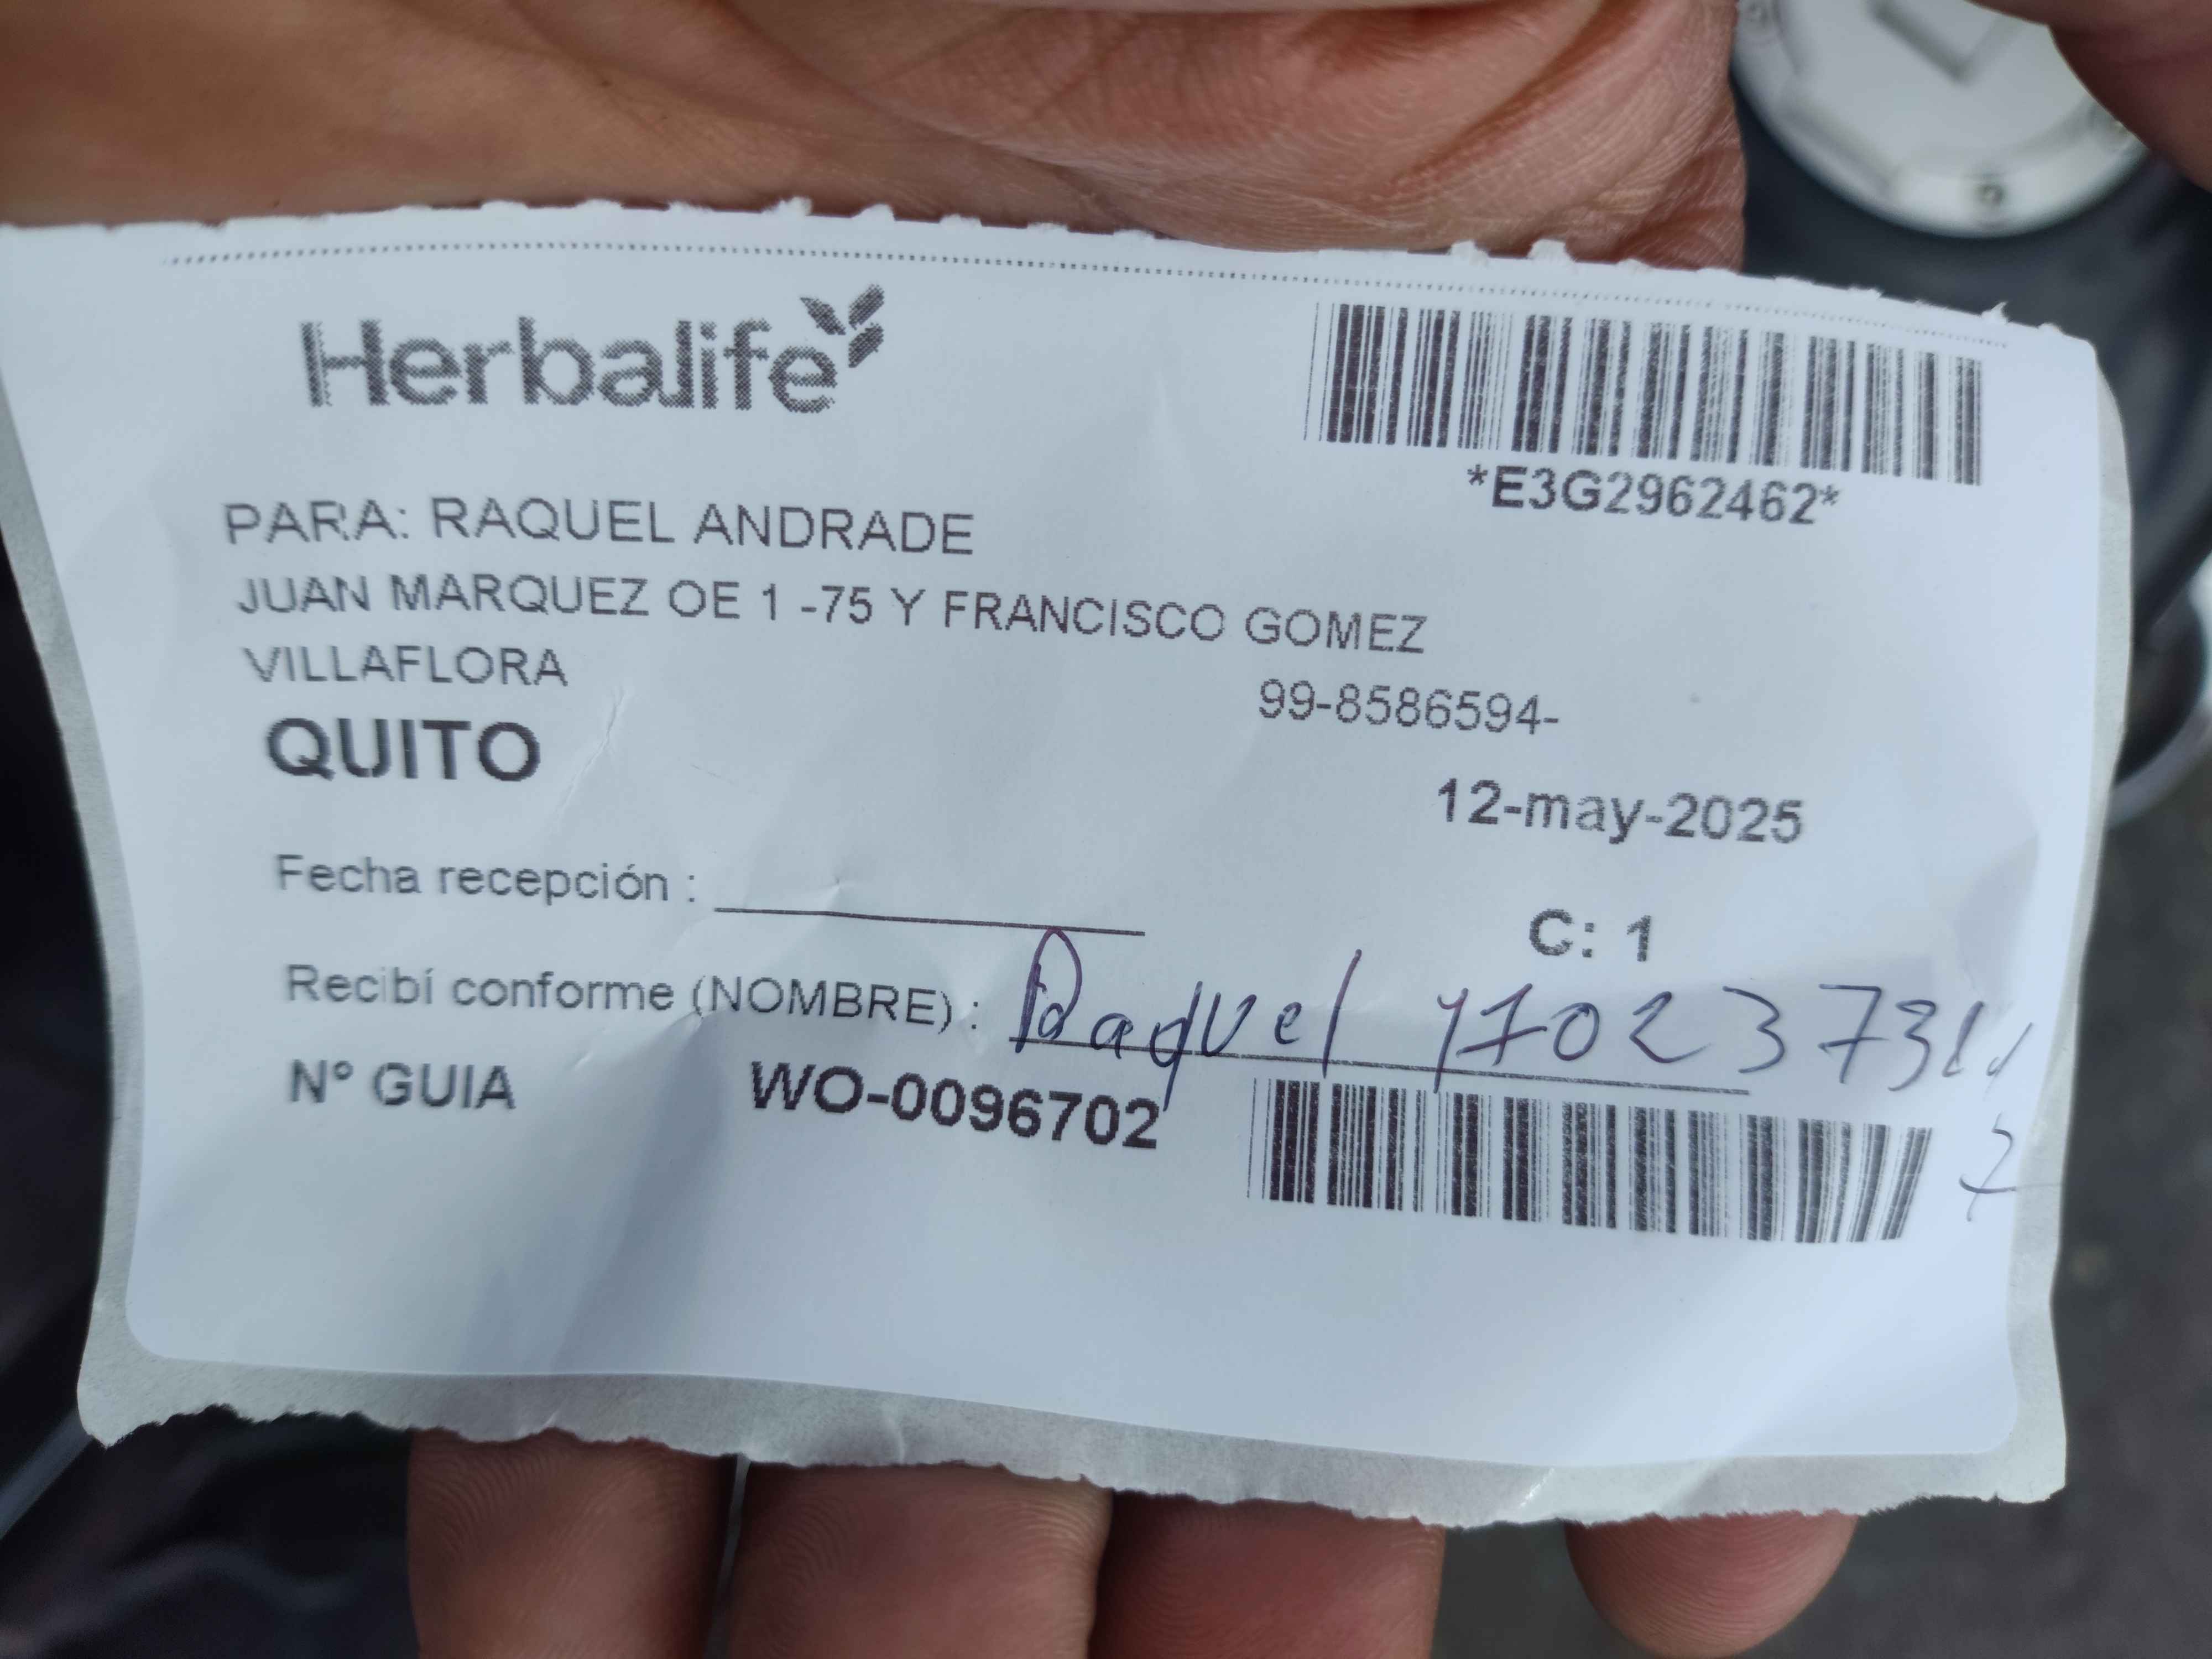 Herbalife
*E3G2962462*
PARA: RAQUEL ANDRADE
JUAN MARQUEZ OE 1 -75 Y FRANCISCO GOMEZ
VILLAFLORA
99-8586594-
QUITO
12-may-2025
Fecha recepción :
C: 1
Recibí conforme (NOMBRE) : Raquel
Nº GUIA WO-0096702